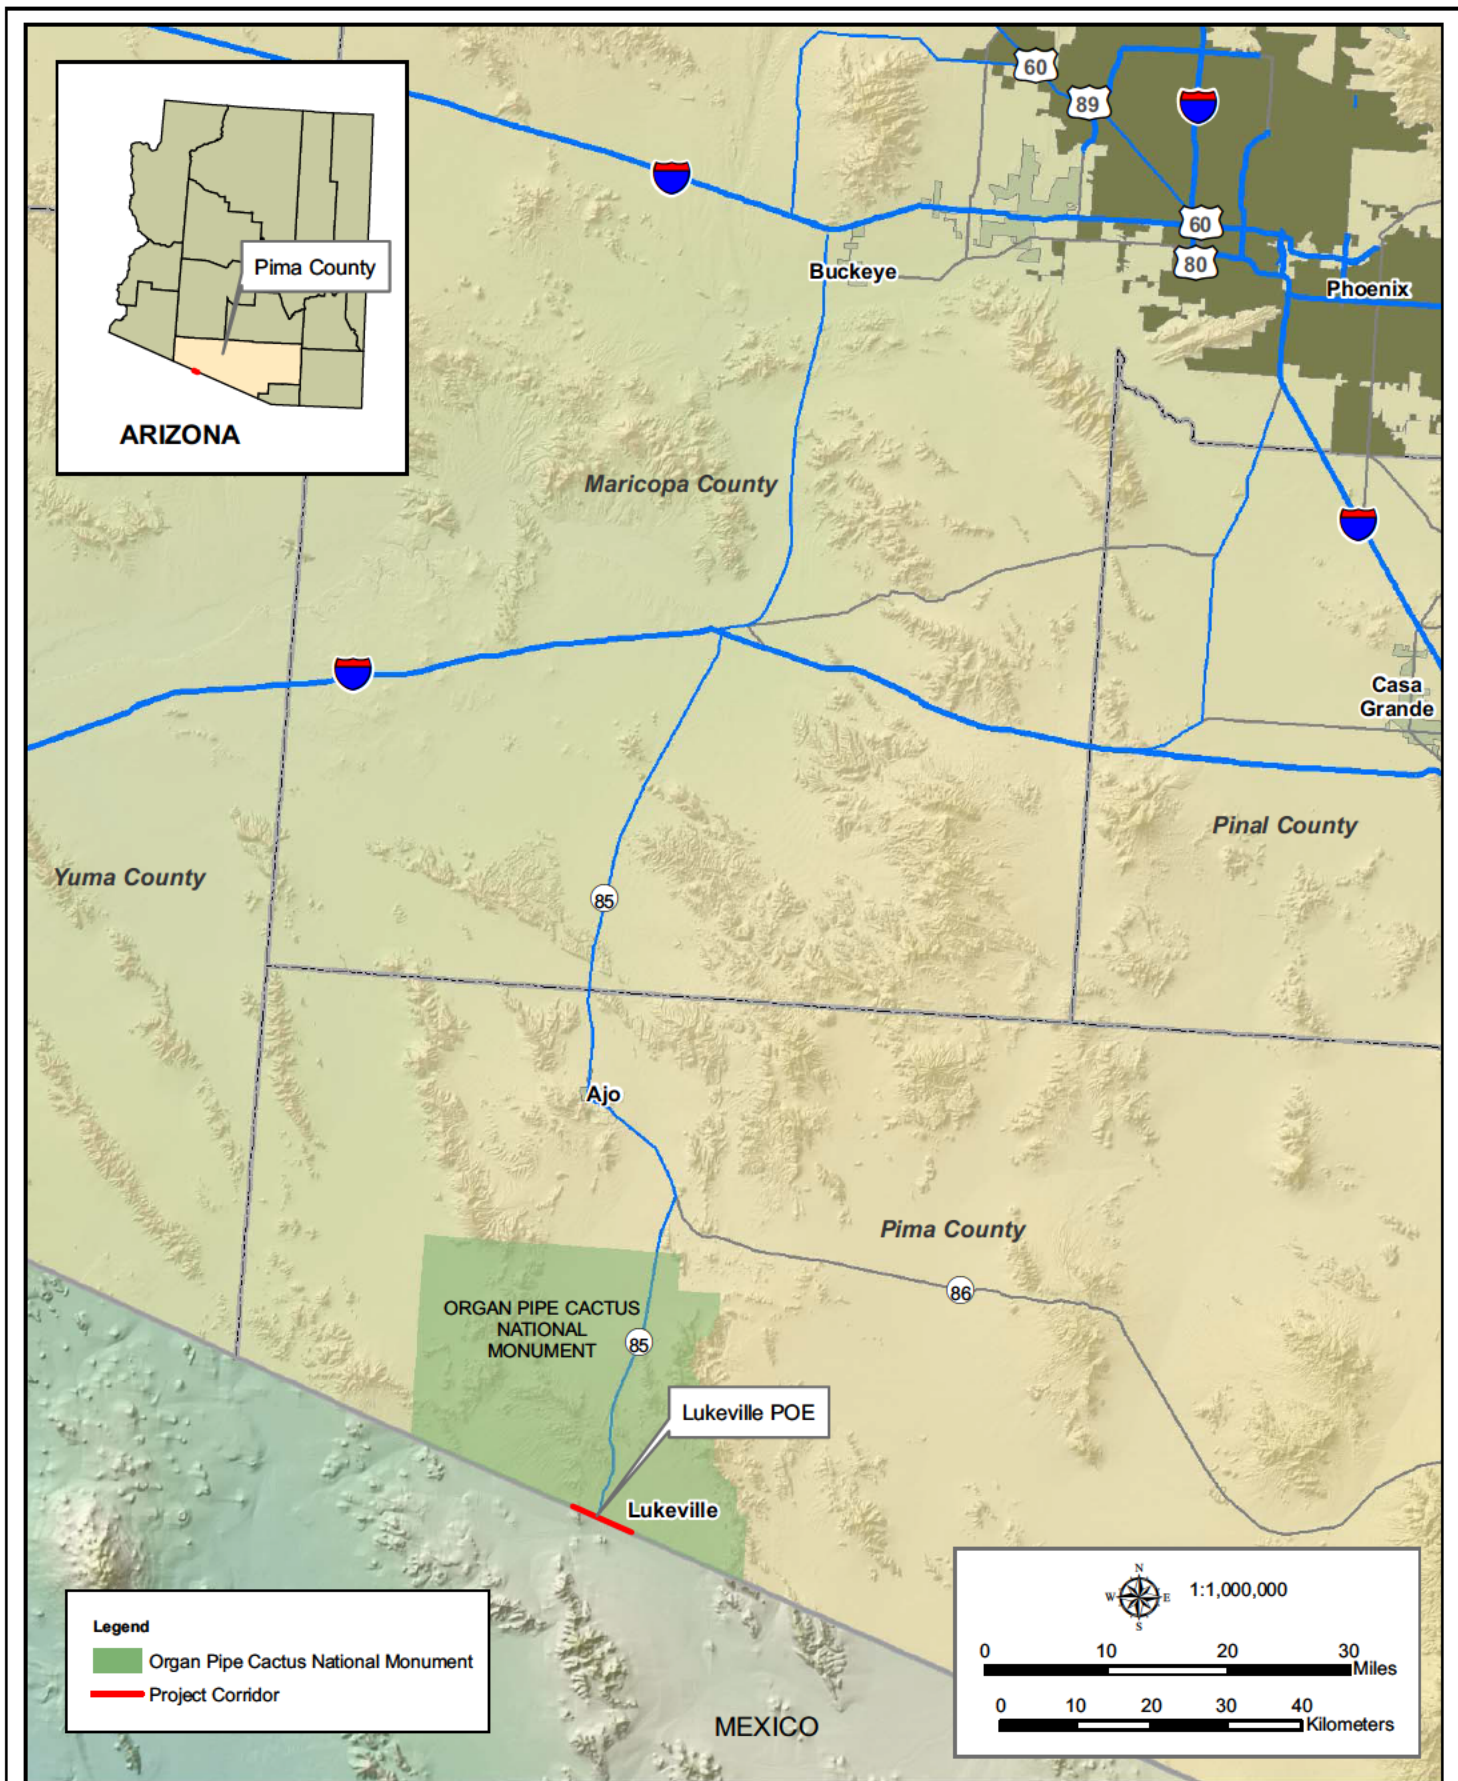 60
89
Pima County
60
Buckeye
80
Phoenix
ARIZONA
Maricopa County
Casa
Grande
Pinal County
Yuma County
85
Ajo
Pima County
86
ORGAN PIPE CACTUS
NATIONAL
MONUMENT
85
Lukeville POE
Lukeville
Legend
Organ Pipe Cactus National Monument
Project Corridor
MEXICO
N
W E
S
1:1,000,000
0 10 20 30
Miles
0 10 20 30 40
Kilometers